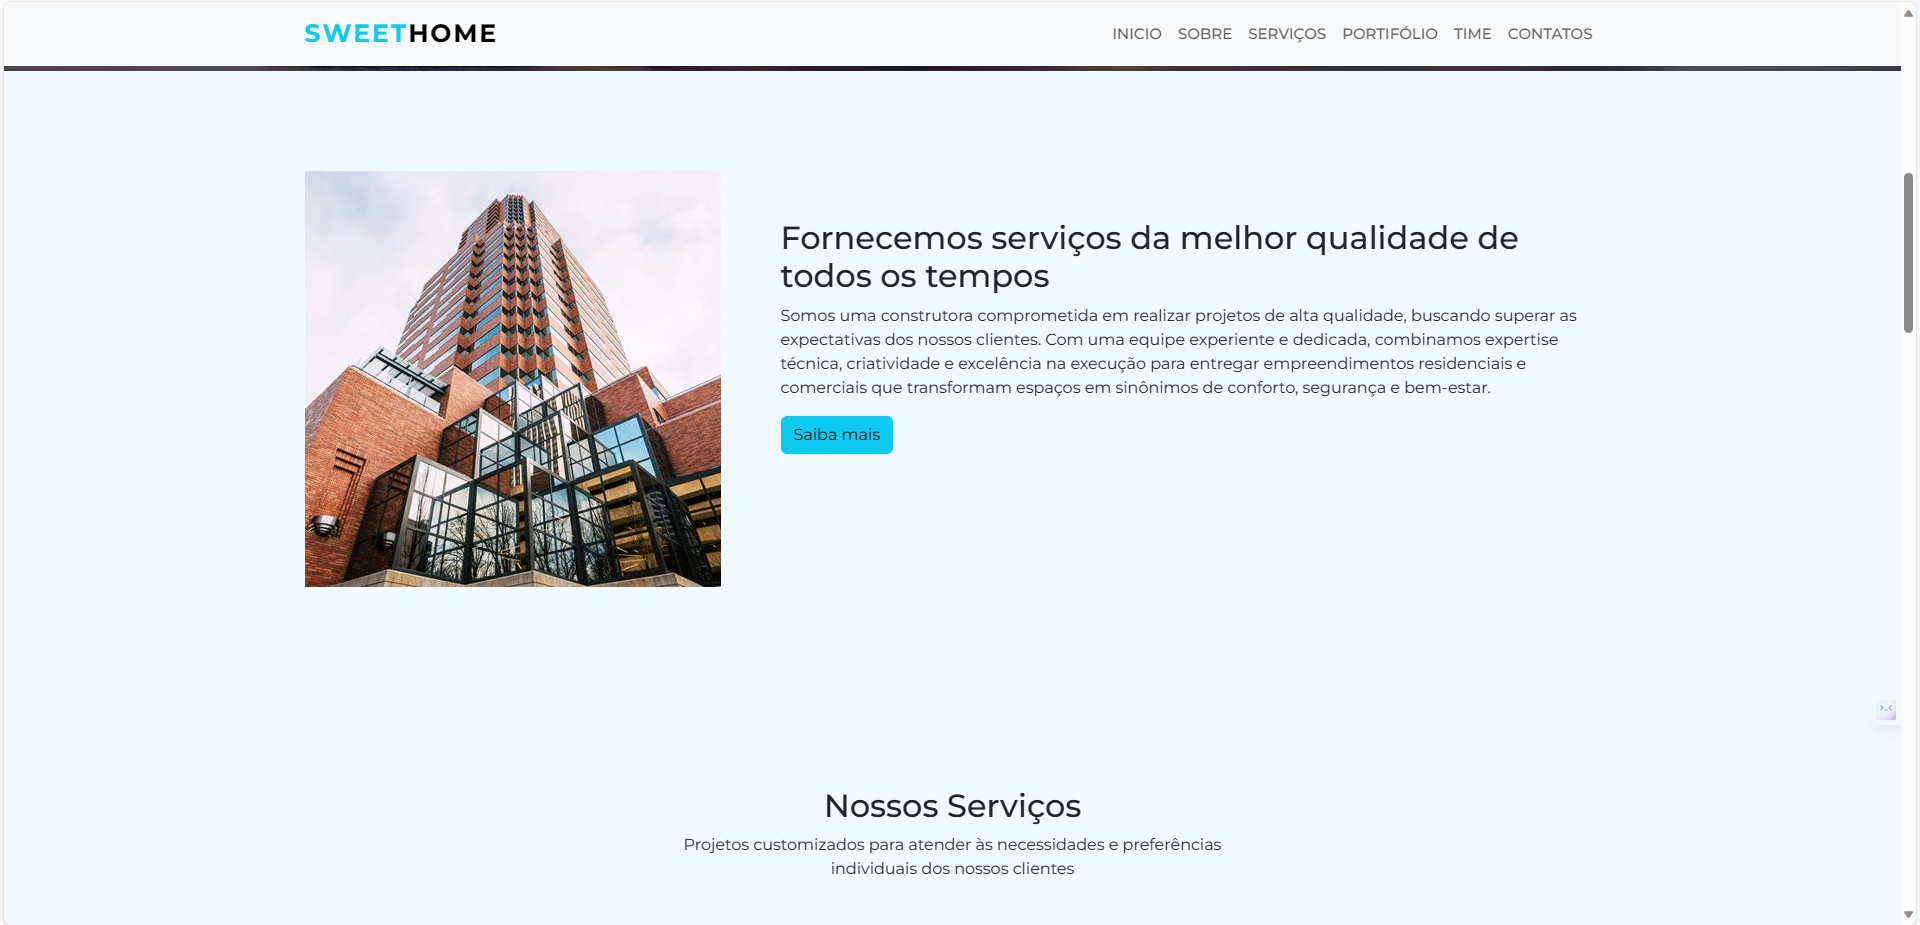 SWEETHOME
INICIO SOBRE SERVIÇOS PORTIFÓLIO TIME CONTATOS
Fornecemos serviços da melhor qualidade de
todos os tempos
Somos uma construtora comprometida em realizar projetos de alta qualidade, buscando superar as
expectativas dos nossos clientes. Com uma equipe experiente e dedicada, combinamos expertise
técnica, criatividade e excelência na execução para entregar empreendimentos residenciais e
comerciais que transformam espaços em sinônimos de conforto, segurança e bem-estar.
Saiba mais
Nossos Serviços
Projetos customizados para atender às necessidades e preferências
individuais dos nossos clientes